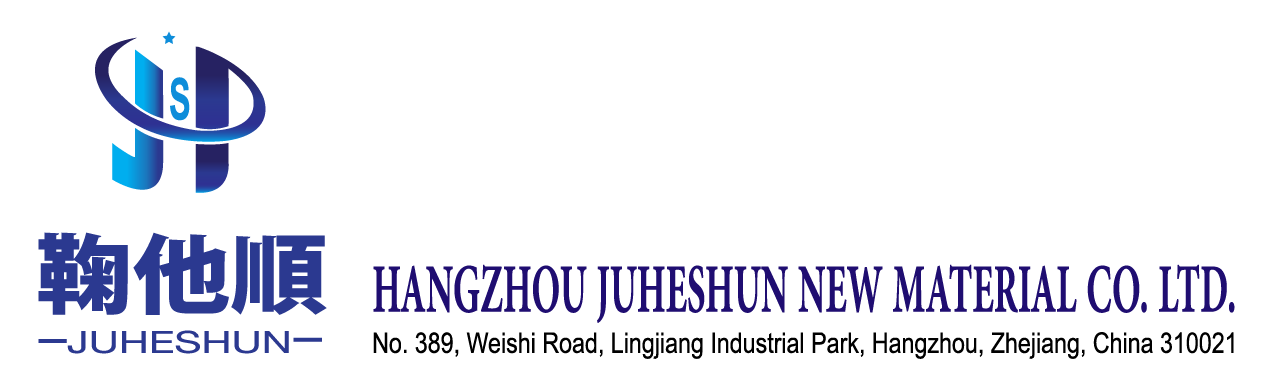 JSH
鞠他順
JUHESHUN
HANGZHOU JUHESHUN NEW MATERIAL CO. LTD.
No. 389, Weishi Road, Lingjiang Industrial Park, Hangzhou, Zhejiang, China 310021